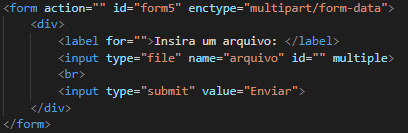 <form action="" id="form5" enctype="multipart/form-data">
    <div>
        <label for="">Insira um arquivo: </label>
        <input type="file" name="arquivo" id="" multiple>
        <br>
        <input type="submit" value="Enviar">
    </div>
</form>